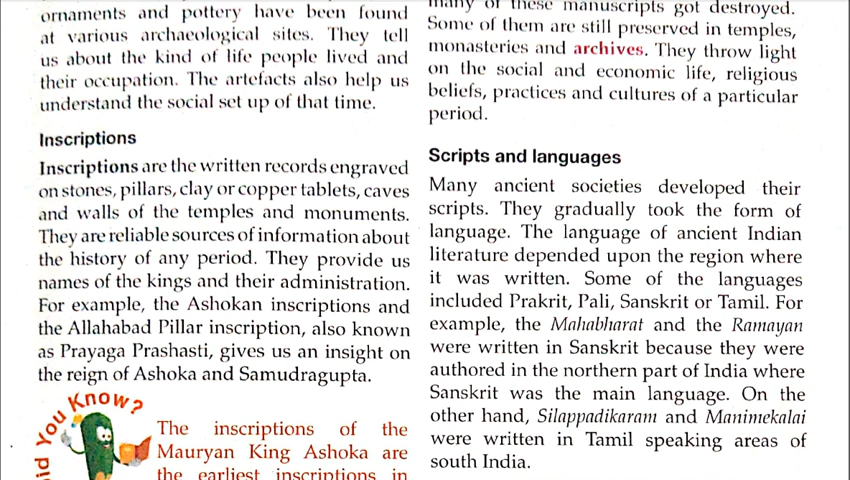 ornaments and pottery have been found
at various archaeological sites. They tell
us about the kind of life people lived and
their occupation. The artefacts also help us
understand the social set up of that time.
Inscriptions
Inscriptions are the written records engraved
on stones, pillars, clay or copper tablets, caves
and walls of the temples and monuments.
They are reliable sources of information about
the history of any period. They provide us
names of the kings and their administration.
For example, the Ashokan inscriptions and
the Allahabad Pillar inscription, also known
as Prayaga Prashasti, gives us an insight on
the reign of Ashoka and Samudragupta.
id You Know?
The inscriptions of the
Mauryan King Ashoka are
the earliest inscriptions in
many of these manuscripts got destroyed.
Some of them are still preserved in temples,
monasteries and archives. They throw light
on the social and economic life, religious
beliefs, practices and cultures of a particular
period.
Scripts and languages
Many ancient societies developed their
scripts. They gradually took the form of
language. The language of ancient Indian
literature depended upon the region where
it was written. Some of the languages
included Prakrit, Pali, Sanskrit or Tamil. For
example, the Mahabharat and the Ramayan
were written in Sanskrit because they were
authored in the northern part of India where
Sanskrit was the main language. On the
other hand, Silappadikaram and Manimekalai
were written in Tamil speaking areas of
south India.